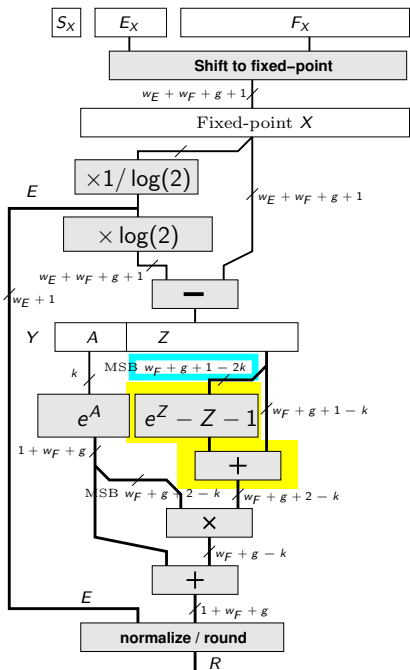 S_X E_X F_X
Shift to fixed–point
w_E + w_F + g + 1
Fixed-point X
×1/ log(2)
E
w_E + w_F + g + 1
× log(2)
w_E + w_F + g + 1
w_E + 1
−
Y A Z
MSB w_F + g + 1 − 2k
k
e^A e^Z − Z − 1
w_F + g + 1 − k
1 + w_F + g
+
MSB w_F + g + 2 − k
w_F + g + 2 − k
×
w_F + g − k
+
E
1 + w_F + g
normalize / round
R